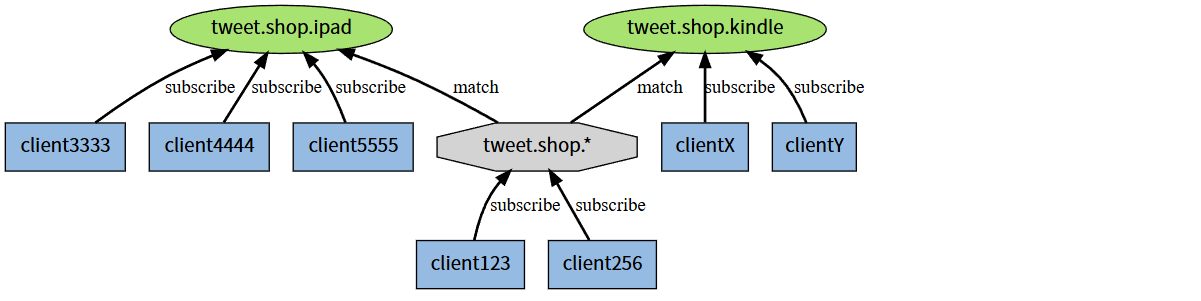 tweet.shop.ipad
tweet.shop.kindle
subscribe
subscribe
subscribe
match
match
subscribe
subscribe
client3333
client4444
client5555
tweet.shop.*
clientX
clientY
subscribe
subscribe
client123
client256